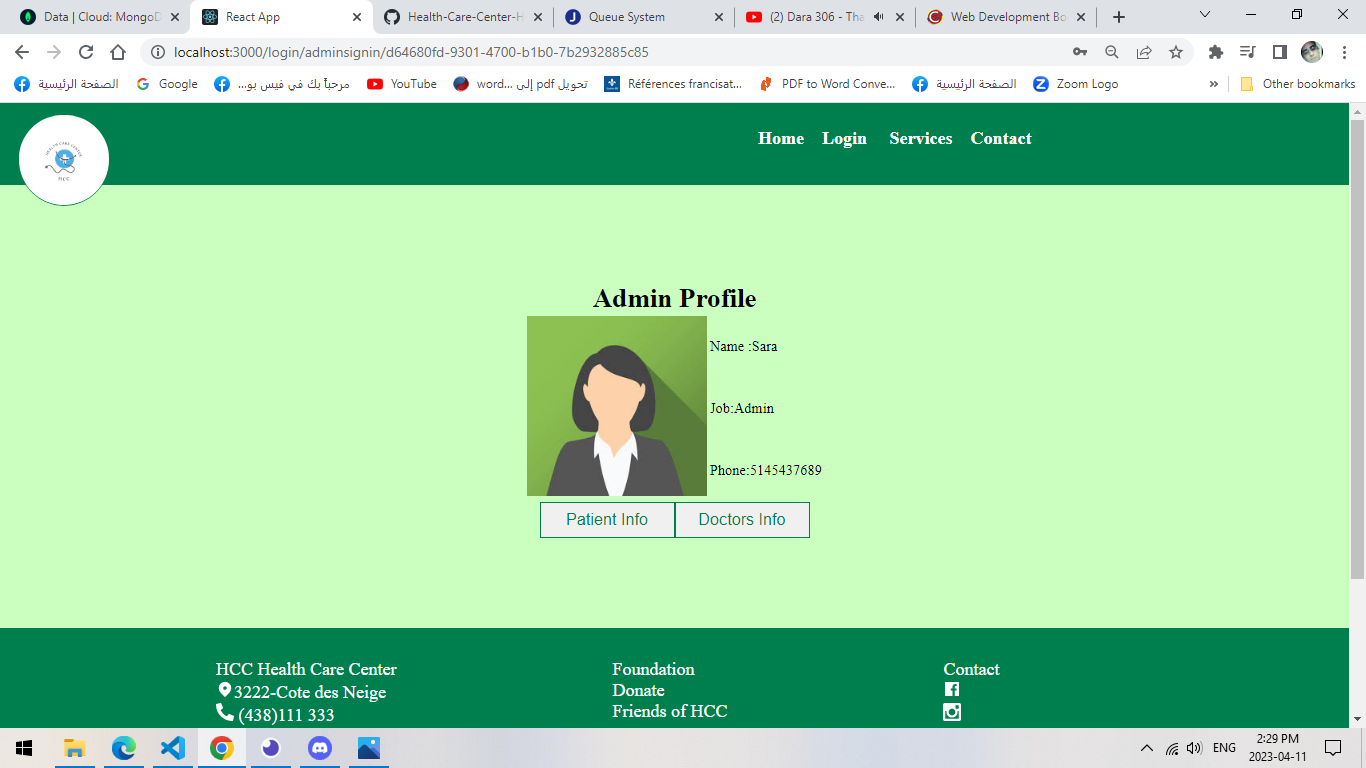 Data | Cloud: MongoD
React App
Health-Care-Center-H
Queue System
(2) Dara 306 - Tha
Web Development Bo
localhost:3000/login/adminsignin/d64680fd-9301-4700-b1b0-7b2932885c85
الصفحة الرئيسية
Google
مرحباً بك في فيس بو...
YouTube
تحويل pdf إلى word...
Références francisat...
PDF to Word Conve...
الصفحة الرئيسية
Zoom Logo
»
Other bookmarks
HEALTH CARE CENTER
HCC
Home Login Services Contact
Admin Profile
Name :Sara
Job:Admin
Phone:5145437689
Patient Info
Doctors Info
HCC Health Care Center
3222-Cote des Neige
(438)111 333
Foundation
Donate
Friends of HCC
Contact
ENG
2:29 PM
2023-04-11